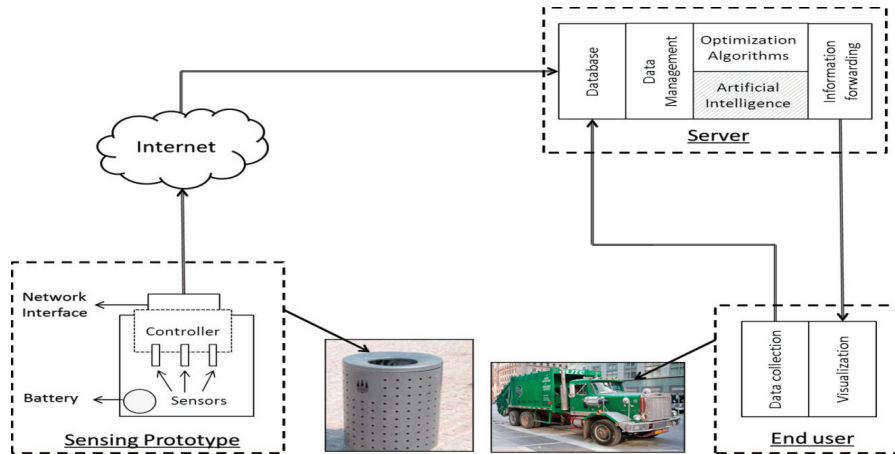 Internet
Database
Data
Management
Optimization
Algorithms
Artificial
Intelligence
Information
forwarding
Server
Network
Interface
Controller
Sensors
Battery
Sensing Prototype
Data collection
Visualization
End user